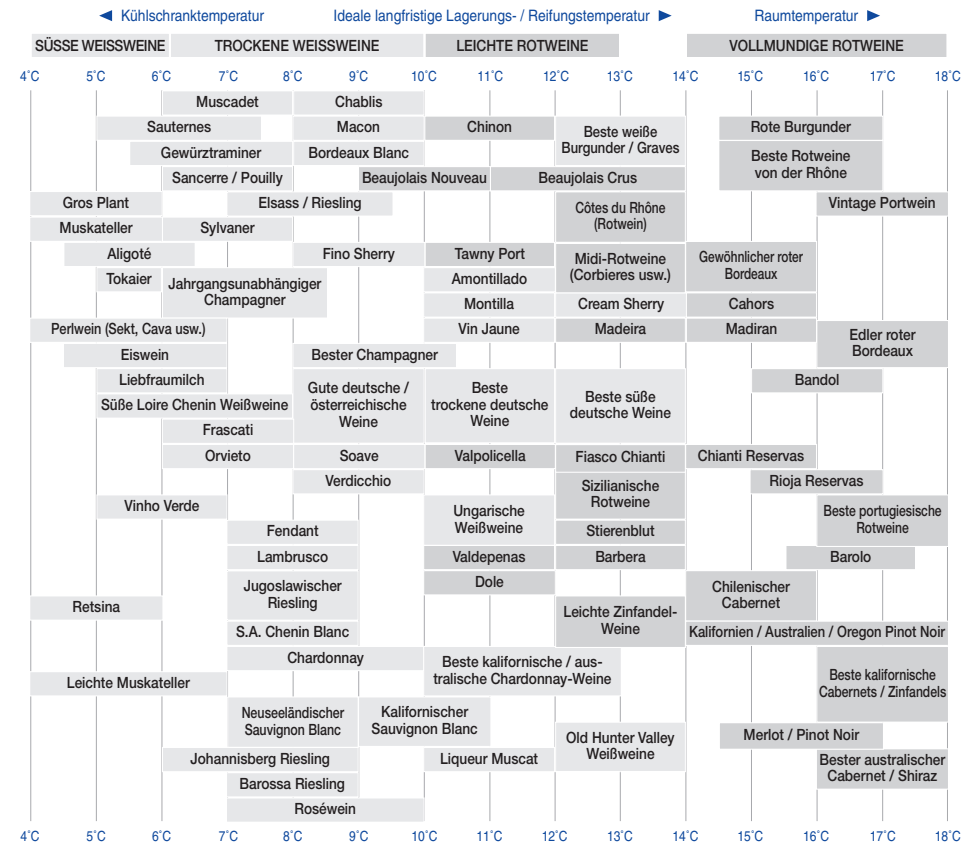 ◄ Kühlschranktemperatur Ideale langfristige Lagerungs- / Reifungstemperatur ► Raumtemperatur ►
SÜSSE WEISSWEINE TROCKENE WEISSWEINE LEICHTE ROTWEINE VOLLMUNDIGE ROTWEINE
4°C 5°C 6°C 7°C 8°C 9°C 10°C 11°C 12°C 13°C 14°C 15°C 16°C 17°C 18°C
Muscadet Chablis
Sauternes Macon Chinon Rote Burgunder
Beste weiße
Burgunder / Graves
Gewürztraminer Bordeaux Blanc
Beste Rotweine
von der Rhône
Sancerre / Pouilly Beaujolais Nouveau Beaujolais Crus
Gros Plant Elsass / Riesling Vintage Portwein
Côtes du Rhône
(Rotwein)
Muskateller Sylvaner
Aligoté Fino Sherry Tawny Port
Midi-Rotweine
(Corbieres usw.)
Gewöhnlicher roter
Bordeaux
Tokaier Amontillado
Jahrgangsunabhängiger
Champagner
Montilla Cream Sherry Cahors
Perlwein (Sekt, Cava usw.) Vin Jaune Madeira Madiran
Edler roter
Bordeaux
Eiswein Bester Champagner
Liebfraumilch Bandol
Gute deutsche /
österreichische
Weine
Beste
trockene deutsche
Weine
Beste süße
deutsche Weine
Süße Loire Chenin Weißweine
Frascati
Orvieto Soave Valpolicella Fiasco Chianti Chianti Reservas
Verdicchio Rioja Reservas
Sizilianische
Rotweine
Vinho Verde
Ungarische
Weißweine
Beste portugiesische
Rotweine
Fendant Stierenblut
Lambrusco Valdepenas Barbera Barolo
Jugoslawischer
Riesling
Dole
Chilenischer
Cabernet
Retsina
Leichte Zinfandel-
Weine
S.A. Chenin Blanc Kalifornien / Australien / Oregon Pinot Noir
Chardonnay
Beste kalifornische / aus-
tralische Chardonnay-Weine
Beste kalifornische
Cabernets / Zinfandels
Leichte Muskateller
Neuseeländischer
Sauvignon Blanc
Kalifornischer
Sauvignon Blanc
Old Hunter Valley
Weißweine
Merlot / Pinot Noir
Johannisberg Riesling Liqueur Muscat
Bester australischer
Cabernet / Shiraz
Barossa Riesling
Roséwein
4°C 5°C 6°C 7°C 8°C 9°C 10°C 11°C 12°C 13°C 14°C 15°C 16°C 17°C 18°C